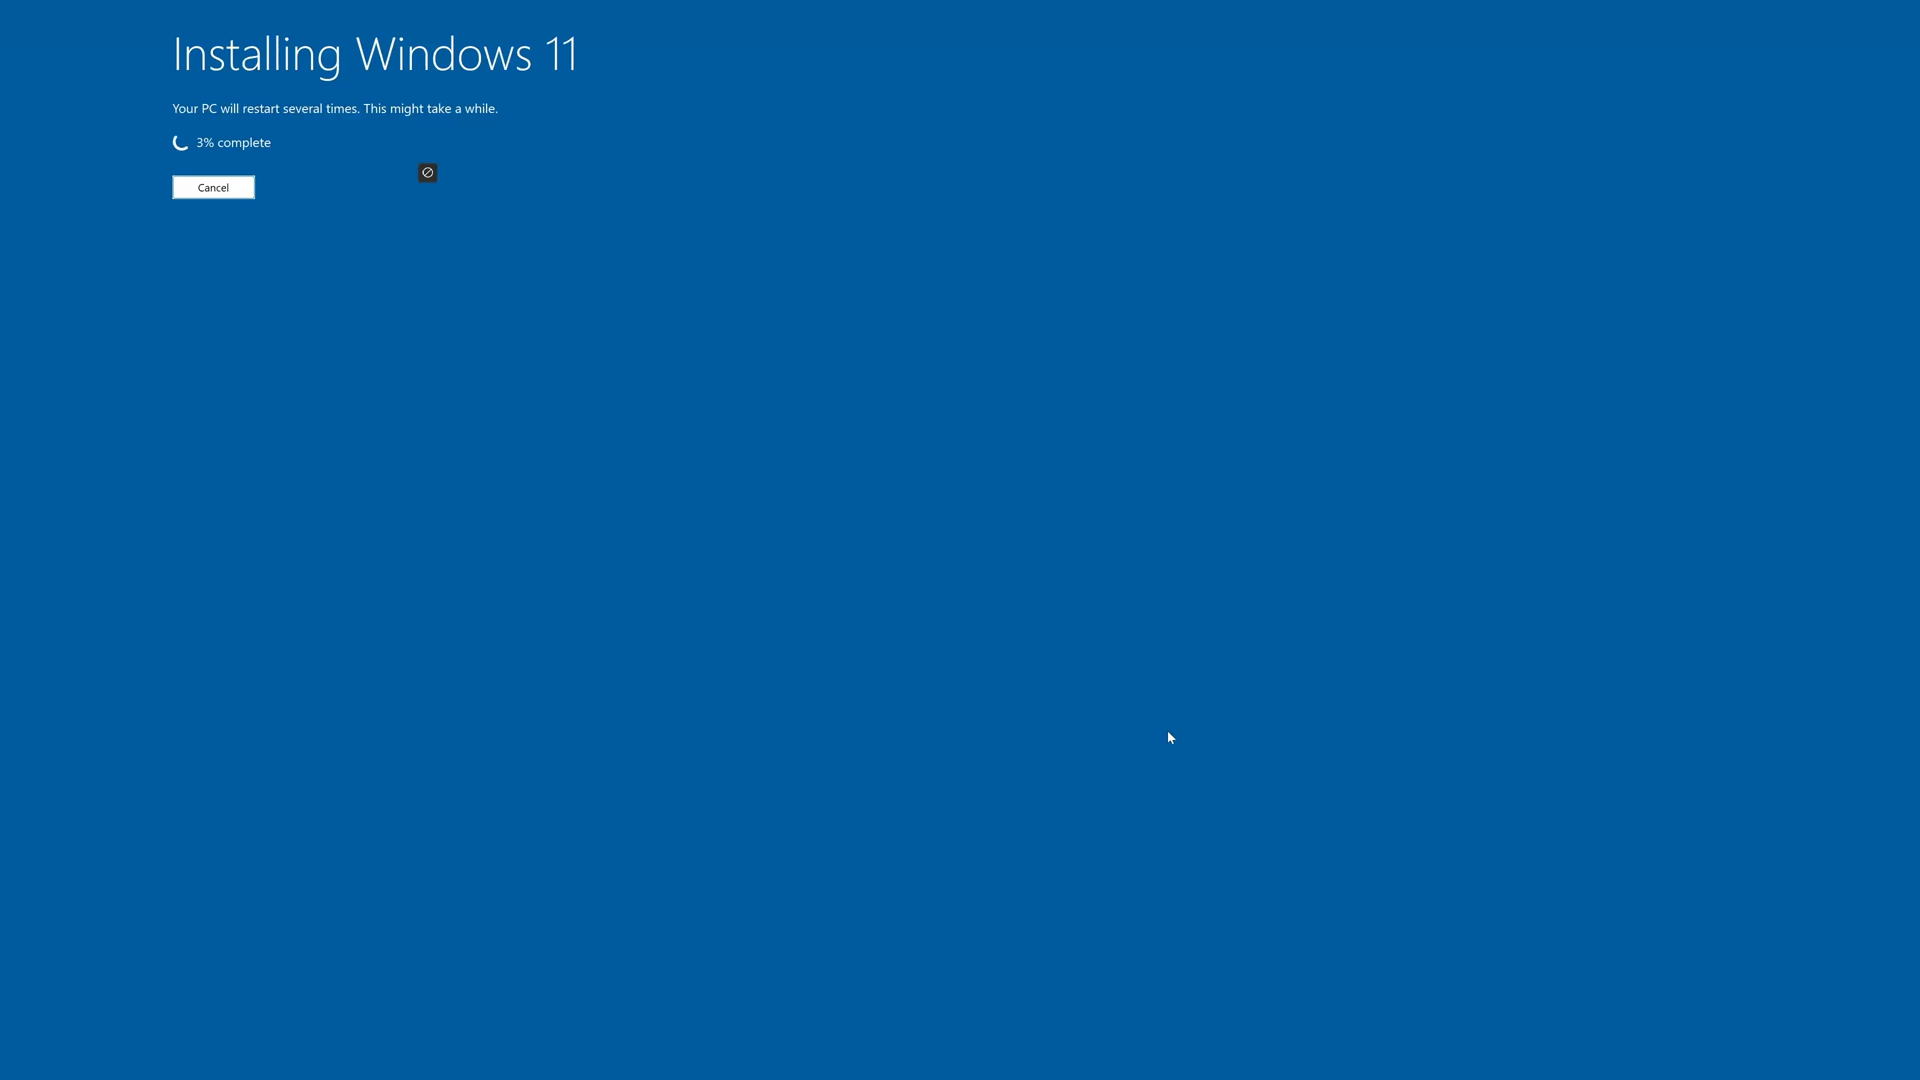 Installing Windows 11
Your PC will restart several times. This might take a while.
3% complete
Cancel